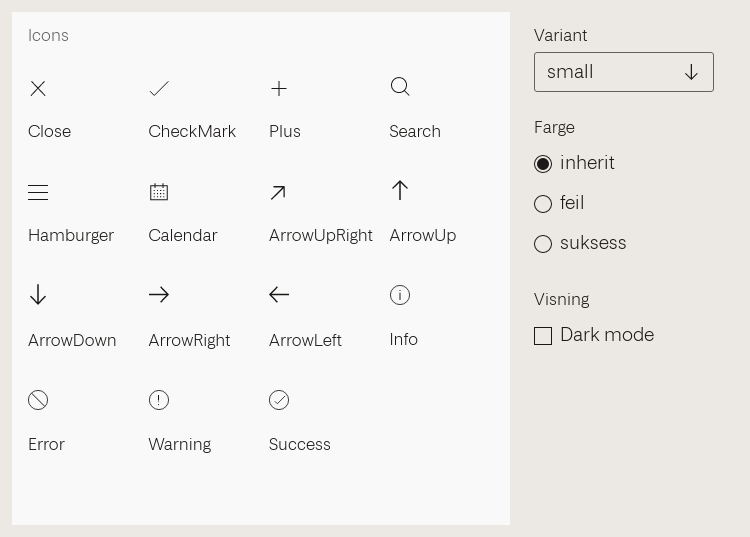 Icons
Close
CheckMark
Plus
Search
Hamburger
Calendar
ArrowUpRight
ArrowUp
ArrowDown
ArrowRight
ArrowLeft
Info
Error
Warning
Success
Variant
small
Farge
inherit
feil
suksess
Visning
Dark mode